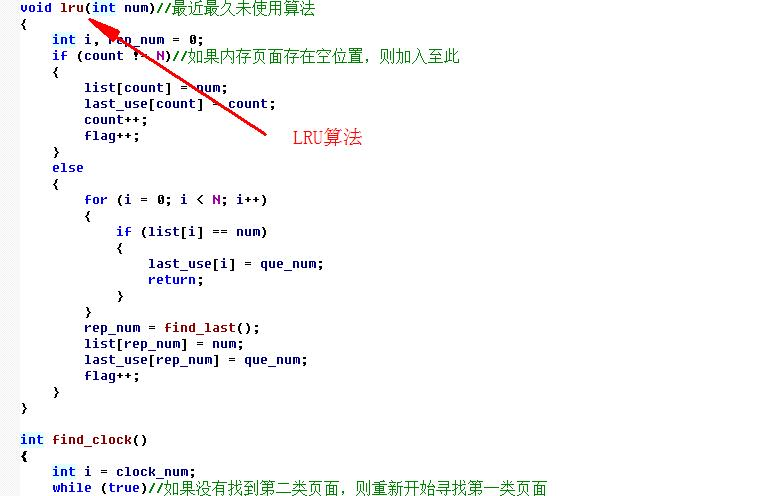 void lru(int num)//最近最久未使用算法
{
int i, rep_num = 0;
if (count != N)//如果内存页面存在空位置，则加入至此
{
list[count] = num;
last_use[count] = count;
count++;
flag++;
}
LRU算法
else
{
for (i = 0; i < N; i++)
{
if (list[i] == num)
{
last_use[i] = que_num;
return;
}
}
rep_num = find_last();
list[rep_num] = num;
last_use[rep_num] = que_num;
flag++;
}
}
int find_clock()
{
int i = clock_num;
while (true)//如果没有找到第二类页面，则重新开始寻找第一类页面